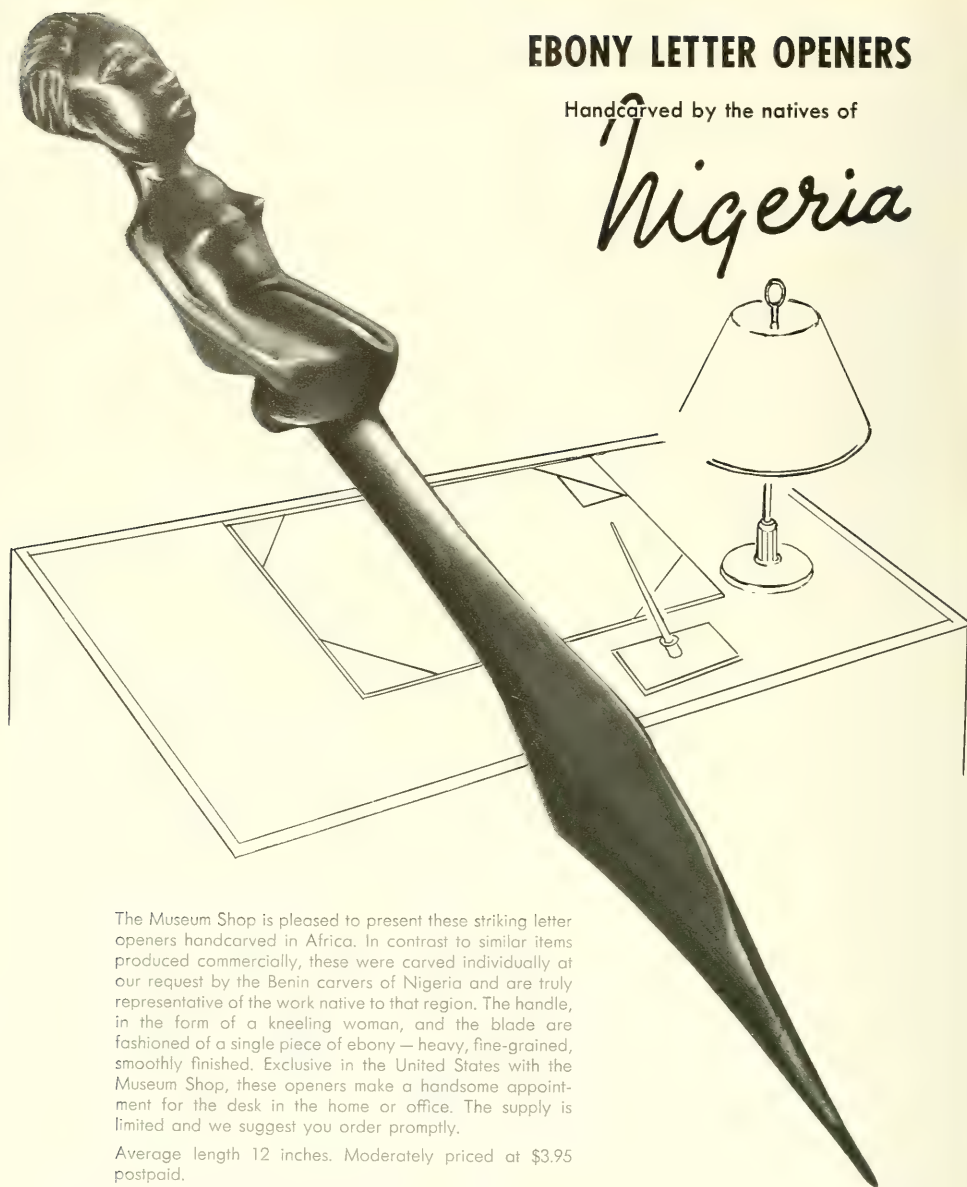 EBONY LETTER OPENERS
Handcarved by the natives of
Nigeria
The Museum Shop is pleased to present these striking letter
openers handcarved in Africa. In contrast to similar items
produced commercially, these were carved individually at
our request by the Benin carvers of Nigeria and are truly
representative of the work native to that region. The handle,
in the form of a kneeling woman, and the blade are
fashioned of a single piece of ebony — heavy, fine-grained,
smoothly finished. Exclusive in the United States with the
Museum Shop, these openers make a handsome appoint-
ment for the desk in the home or office. The supply is
limited and we suggest you order promptly.
Average length 12 inches. Moderately priced at $3.95
postpaid.